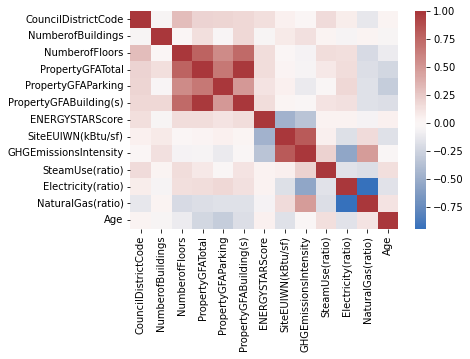 CouncilDistrictCode
NumberofBuildings
NumberofFloors
PropertyGFATotal
PropertyGFAParking
PropertyGFABuilding(s)
ENERGYSTARScore
SiteEUIWN(kBtu/sf)
GHGEmissionsIntensity
SteamUse(ratio)
Electricity(ratio)
NaturalGas(ratio)
Age
CouncilDistrictCode
NumberofBuildings
NumberofFloors
PropertyGFATotal
PropertyGFAParking
PropertyGFABuilding(s)
ENERGYSTARScore
SiteEUIWN(kBtu/sf)
GHGEmissionsIntensity
SteamUse(ratio)
Electricity(ratio)
NaturalGas(ratio)
Age
1.00
0.75
0.50
0.25
0.00
−0.25
−0.50
−0.75